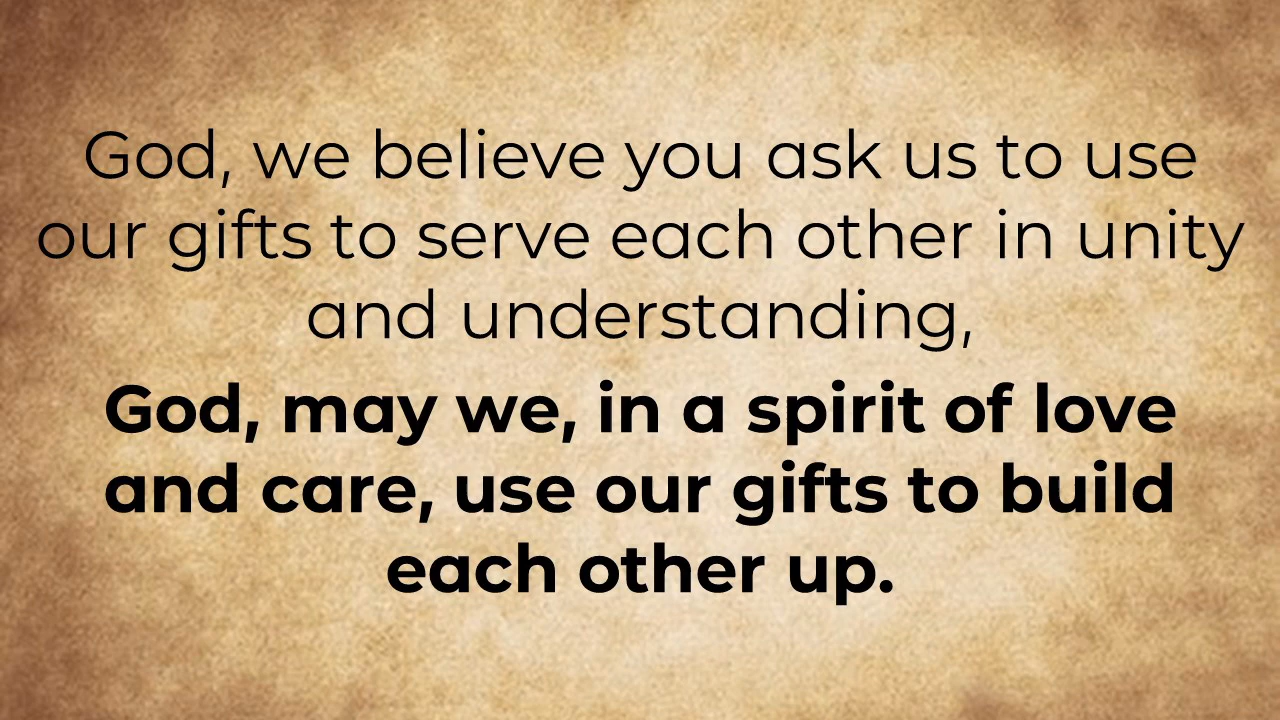 God, we believe you ask us to use
our gifts to serve each other in unity
and understanding,
God, may we, in a spirit of love
and care, use our gifts to build
each other up.